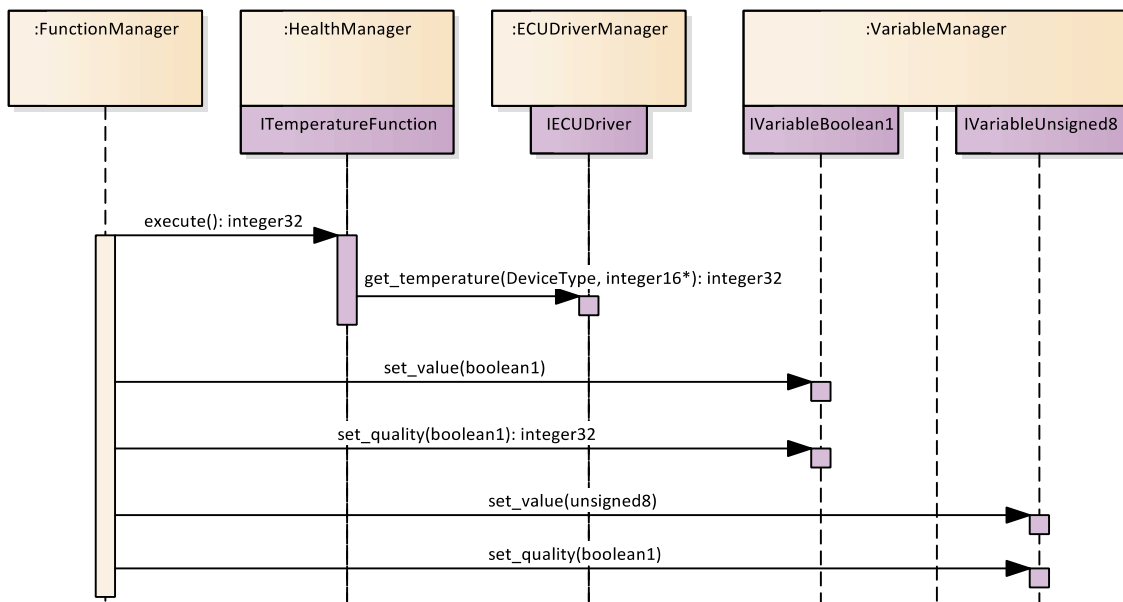 :FunctionManager
:HealthManager
:ECUDriverManager
:VariableManager
ITemperatureFunction
IECUDriver
IVariableBoolean1
IVariableUnsigned8
execute(): integer32
get_temperature(DeviceType, integer16*): integer32
set_value(boolean1)
set_quality(boolean1): integer32
set_value(unsigned8)
set_quality(boolean1)